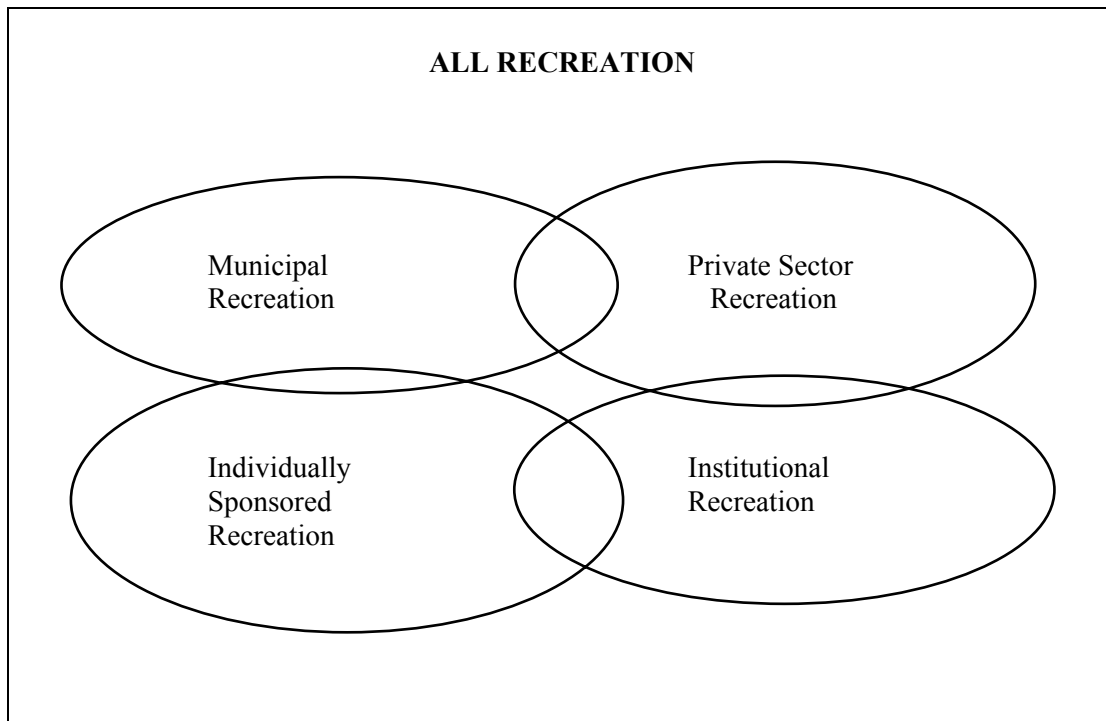 ALL RECREATION
Municipal
Recreation
Private Sector
Recreation
Individually
Sponsored
Recreation
Institutional
Recreation